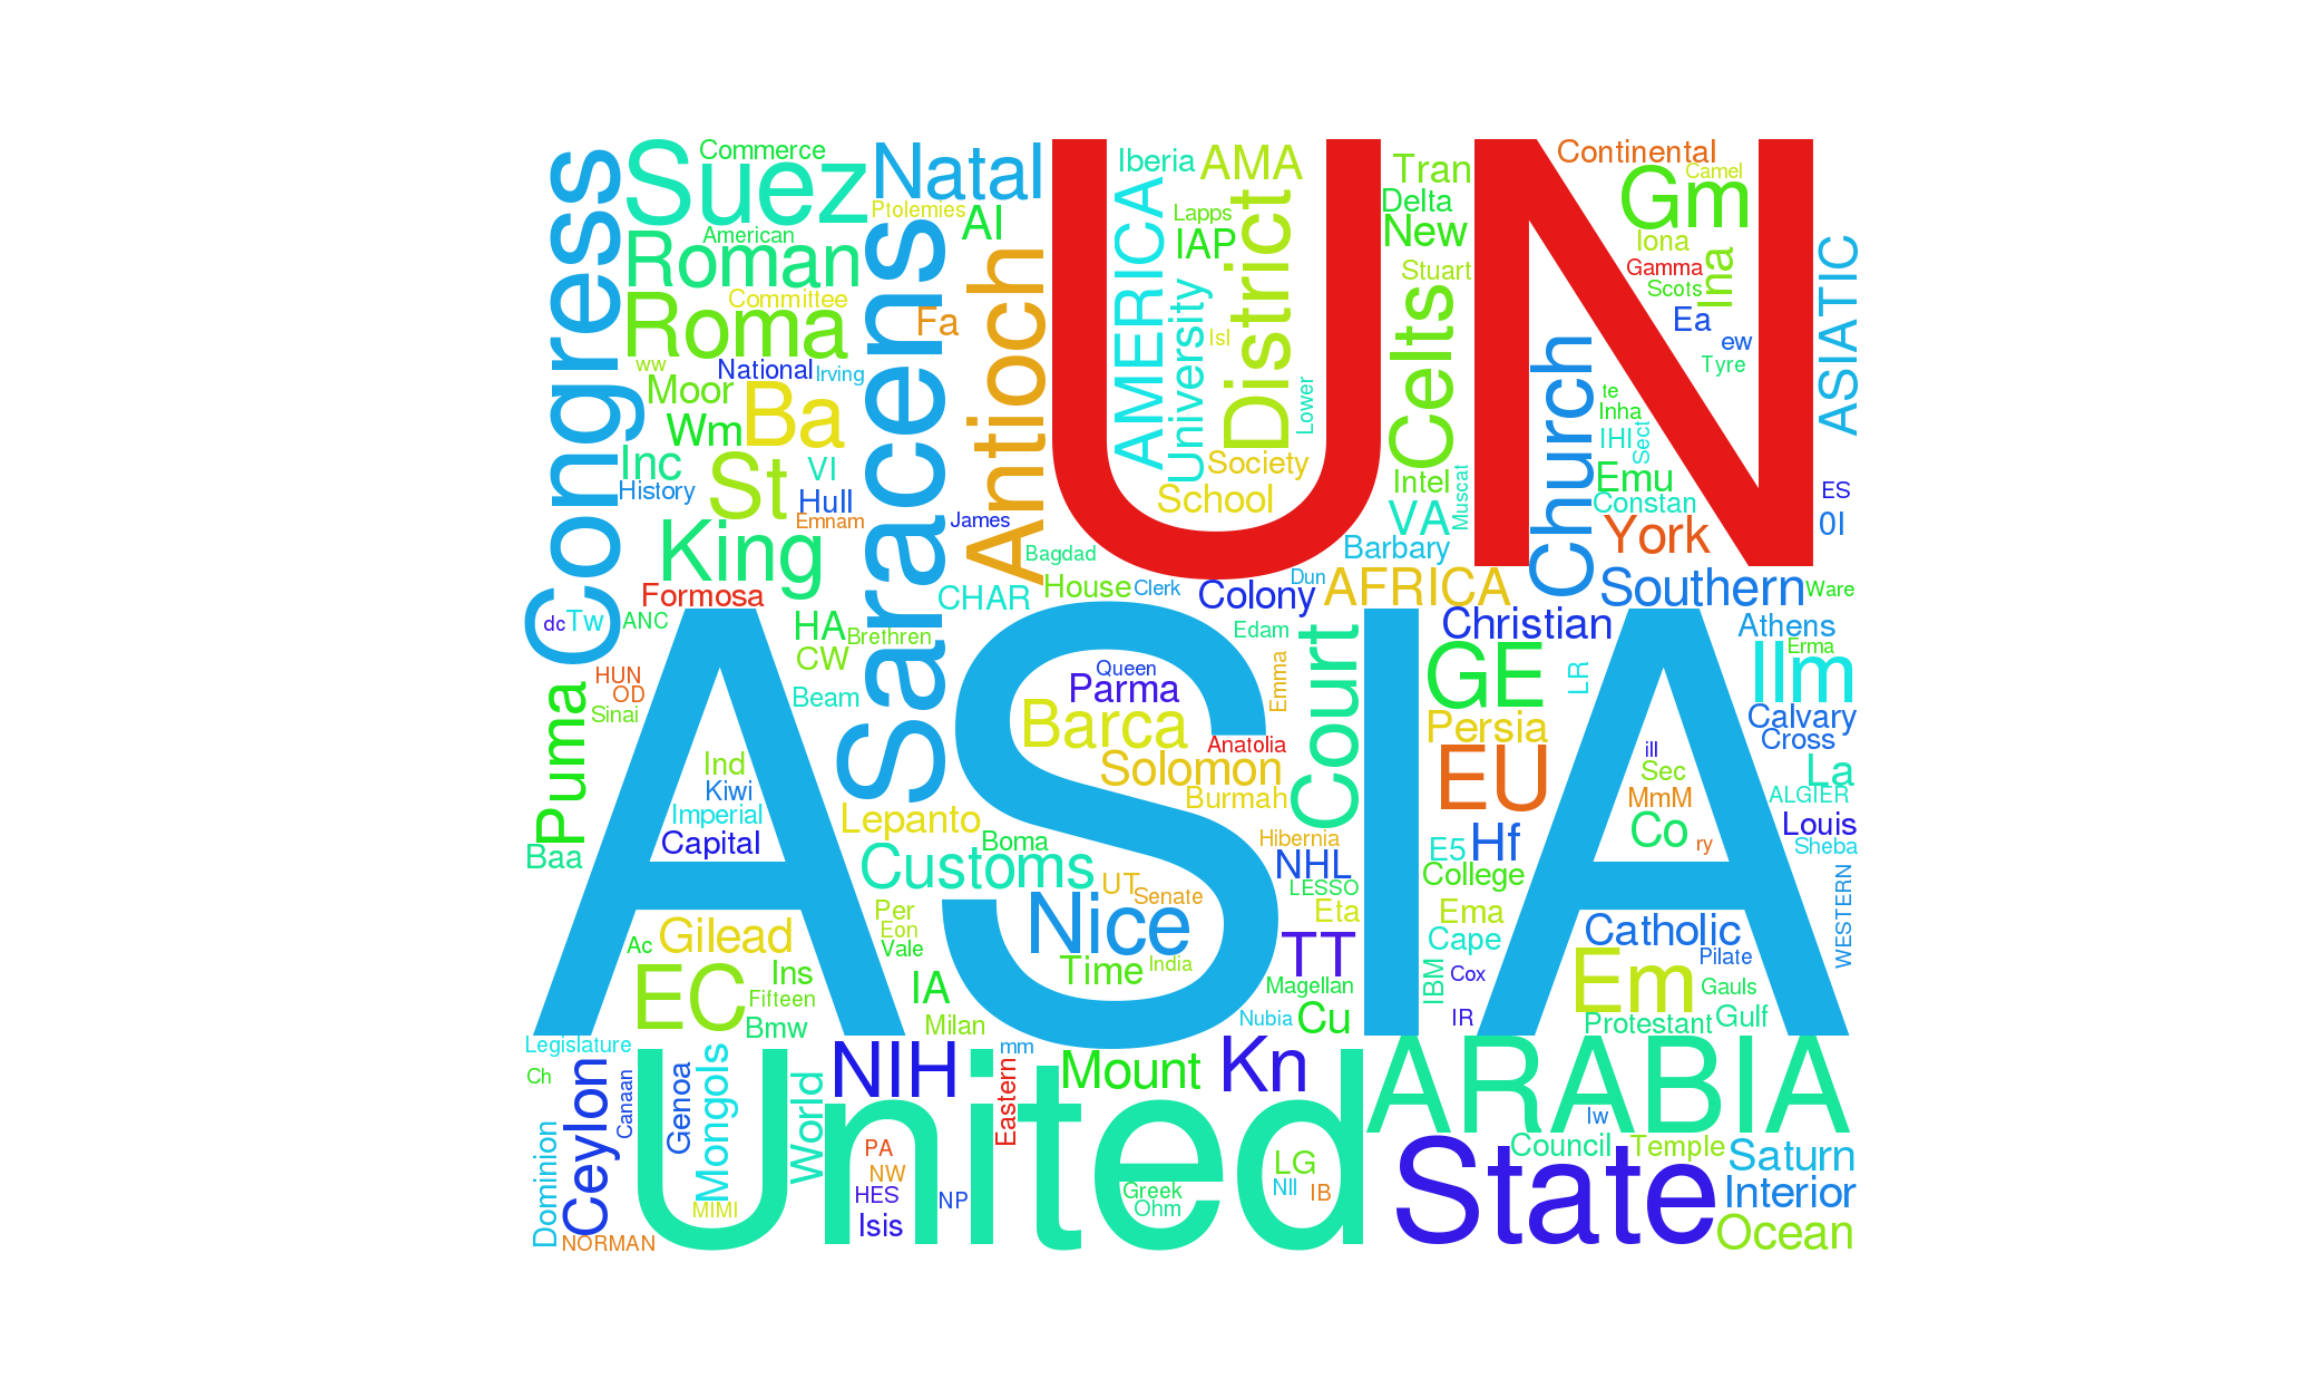 Congress
Suez
Commerce
Natal
Ptolemies
AI
American
Roman
Committee
Roma
Fa
Saracens
Antioch
UN
Iberia
AMA
AMERICA
Lapps
IAP
District
University
Isl
Lower
Society
School
Tran
Delta
New
Stuart
Celts
Intel
Muscat
VA
Barbary
Continental
Camel
Gm
Iona
Gamma
Scots
Ina
Ea
ew
Tyre
ASIATIC
Church
te
Inha
IHI
Sect
Emu
Constan
York
ES
0I
ww
National
Irving
Moor
Wm
Ba
Inc
History
St
VI
Hull
Emnam
King
James
Bagdad
Formosa
CHAR
House
Clerk
Colony
Dun
AFRICA
Southern
Ware
dc
Tw
ANC
HA
Brethren
CW
Beam
Edam
Court
Christian
Athens
Erma
Ilm
HUN
OD
Sinai
Puma
Baa
ASIA
Queen
Parma
Emma
Barca
Anatolia
Solomon
Burmah
GE
LR
Persia
EU
Calvary
Cross
La
ALGIER
Louis
Sheba
ill
Sec
MmM
Co
ry
Ind
Kiwi
Imperial
Capital
Lepanto
Boma
Customs
Hibernia
NHL
E5
Hf
College
LESSO
UT
Senate
Eta
Ema
WESTERN
Per
Eon
Vale
Nice
Time
India
TT
Cape
Catholic
Pilate
Ac
Gilead
EC
Ins
Fifteen
Bmw
IA
Milan
Magellan
IBM
Cox
Em
Gauls
Nubia
Cu
IR
Protestant
Gulf
Legislature
Ch
Ceylon
Canaan
Genoa
Mongols
World
NIH
mm
Eastern
Mount
Kn
ARABIA
Iw
Dominion
NORMAN
United
MIMI
PA
NW
HES
Isis
NP
Greek
Ohm
LG
NII
IB
State
Council
Temple
Saturn
Interior
Ocean